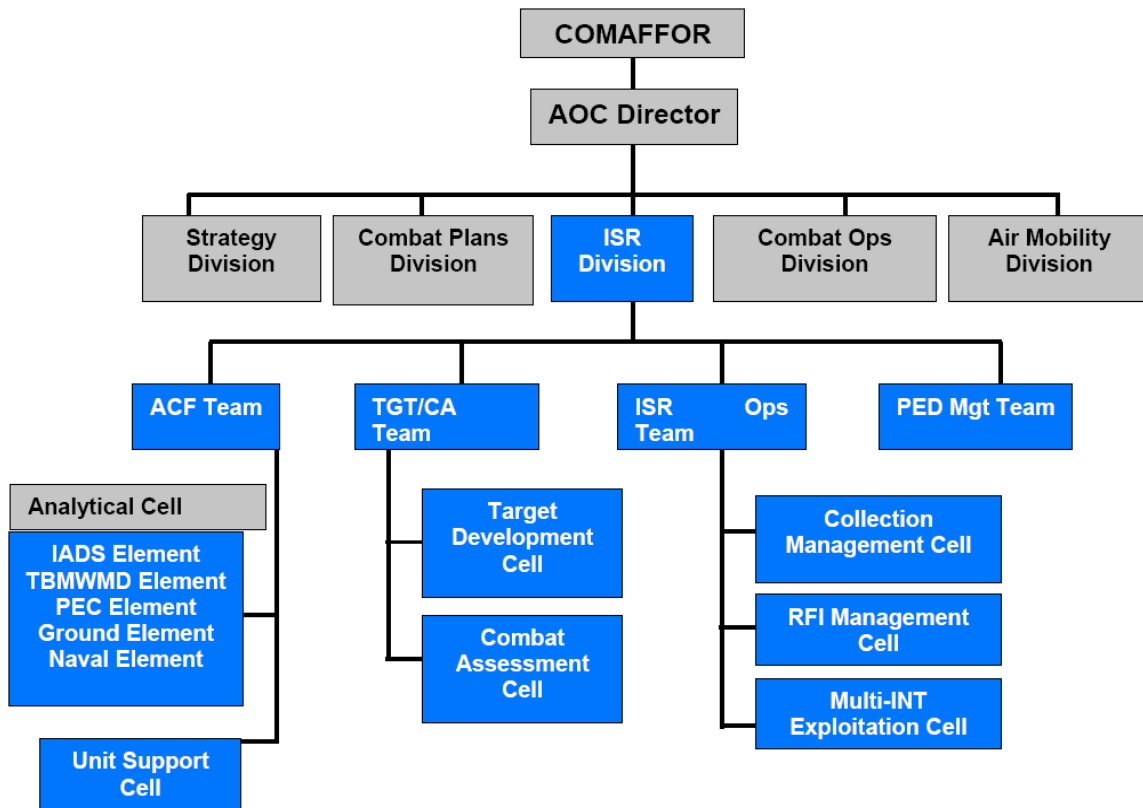 COMAFFOR
AOC Director
Strategy
Division
Combat Plans
Division
ISR
Division
Combat Ops
Division
Air Mobility
Division
ACF Team
TGT/CA
Team
ISR Ops
Team
PED Mgt Team
Analytical Cell
IADS Element
TBMWMD Element
PEC Element
Ground Element
Naval Element
Unit Support
Cell
Target
Development
Cell
Combat
Assessment
Cell
Collection
Management Cell
RFI Management
Cell
Multi-INT
Exploitation Cell